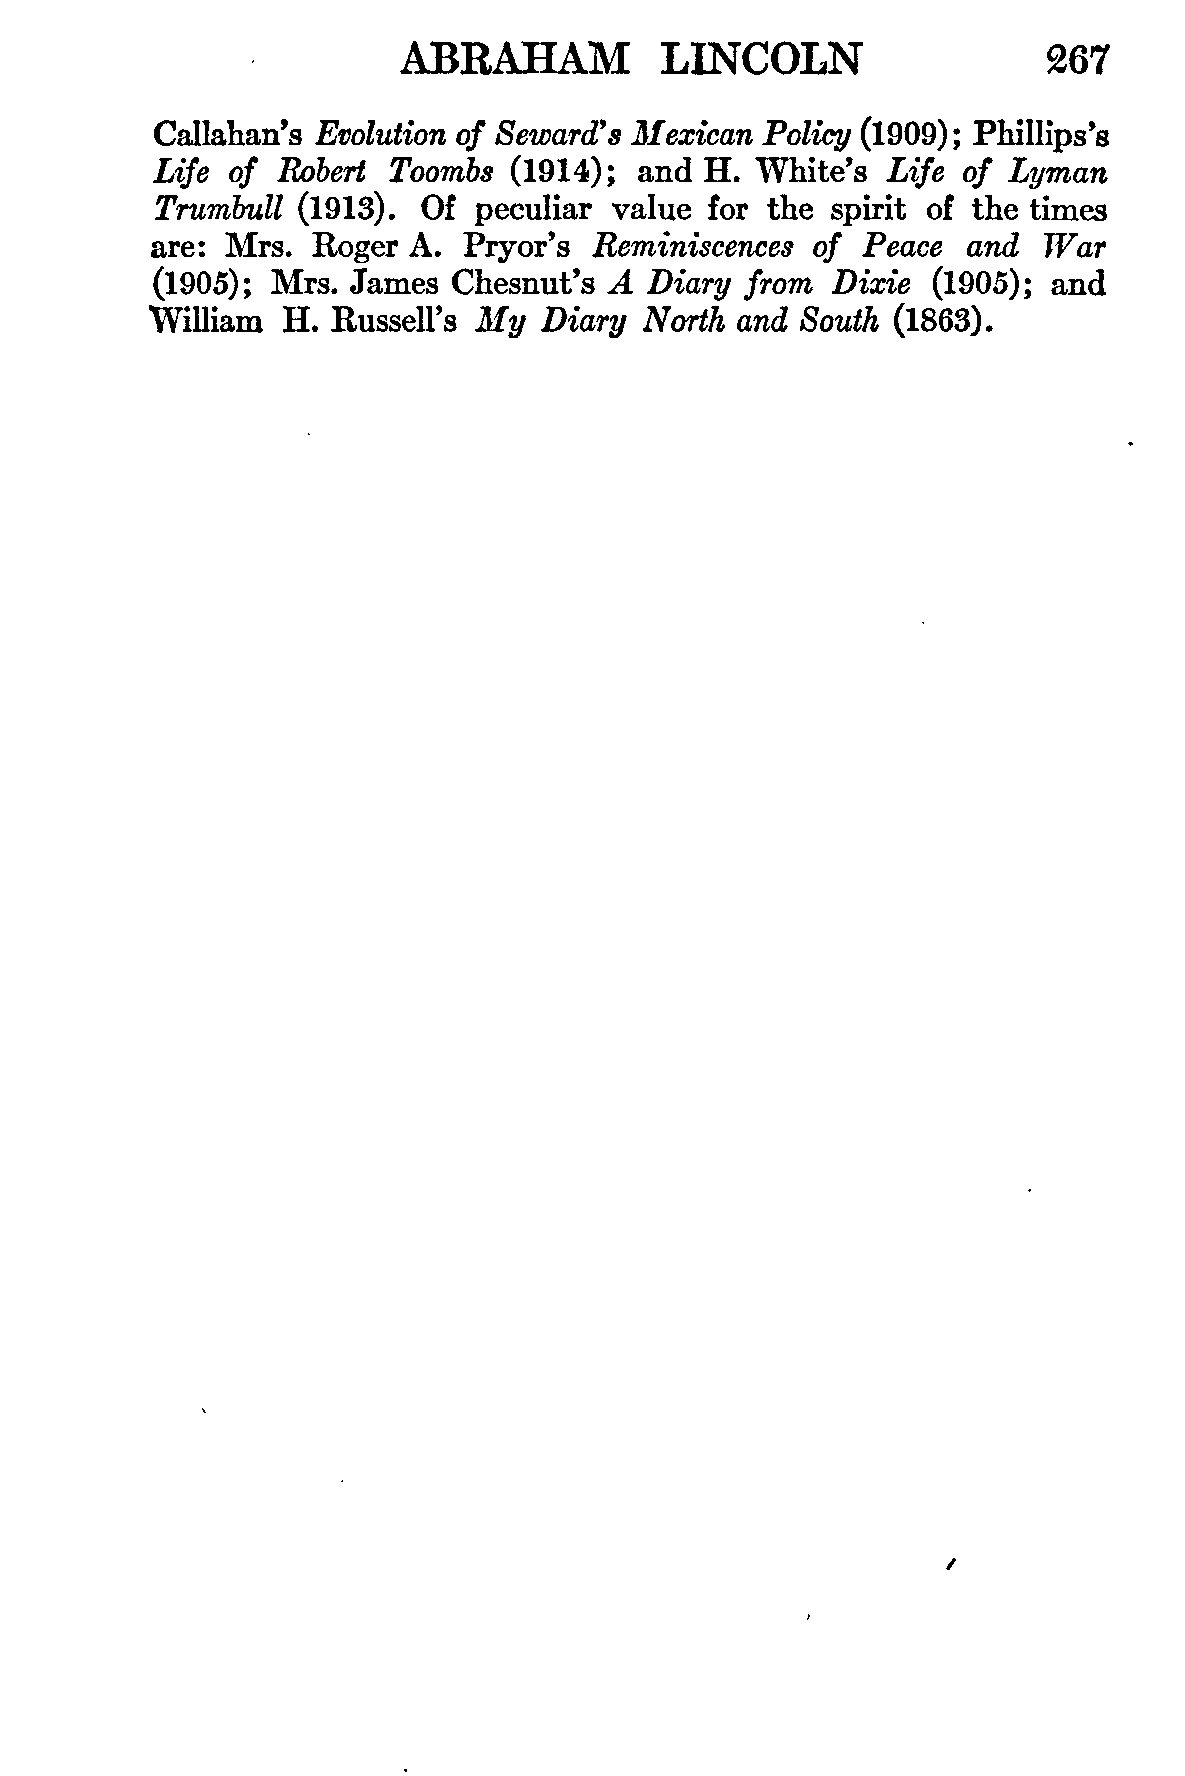 ABRAHAM LINCOLN 267
Callahan's Evolution of Seward's Mexican Policy (1909); Phillips's
Life of Robert Toombs (1914); and H. White's Life of Lyman
Trumbull (1913). Of peculiar value for the spirit of the times
are: Mrs. Roger A. Pryor's Reminiscences of Peace and War
(1905); Mrs. James Chesnut's A Diary from Dixie (1905); and
William H. Russell's My Diary North and South (1863).